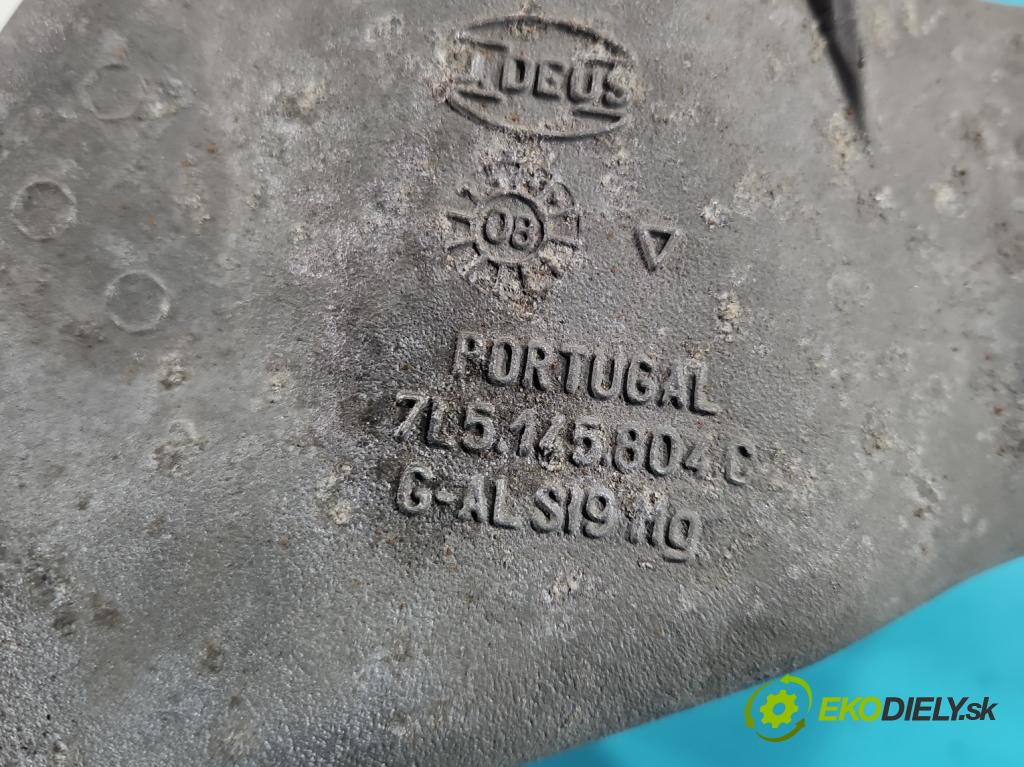 IDEUS
08
PORTUGAL
7L5.145.804 C
G-AL SI9 Mg
EKODIELY.sk